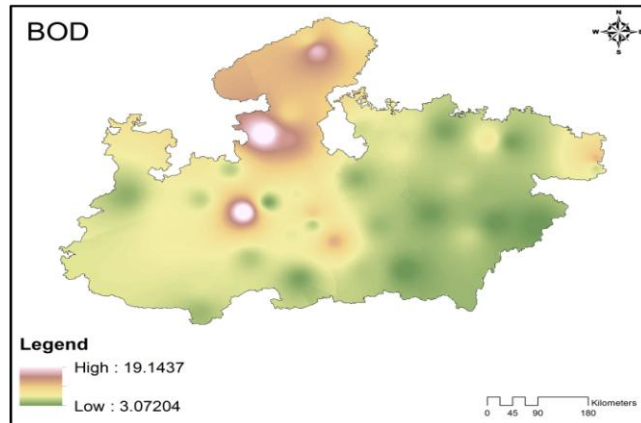 BOD
N
W E
S
Legend
High : 19.1437
Low : 3.07204
Kilometers
0 45 90 180